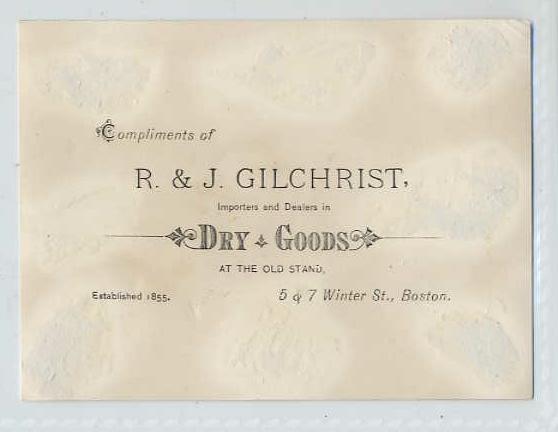 Compliments of
R. & J. GILCHRIST,
Importers and Dealers in
DRY GOODS
AT THE OLD STAND,
Established 1855. 5 & 7 Winter St., Boston.